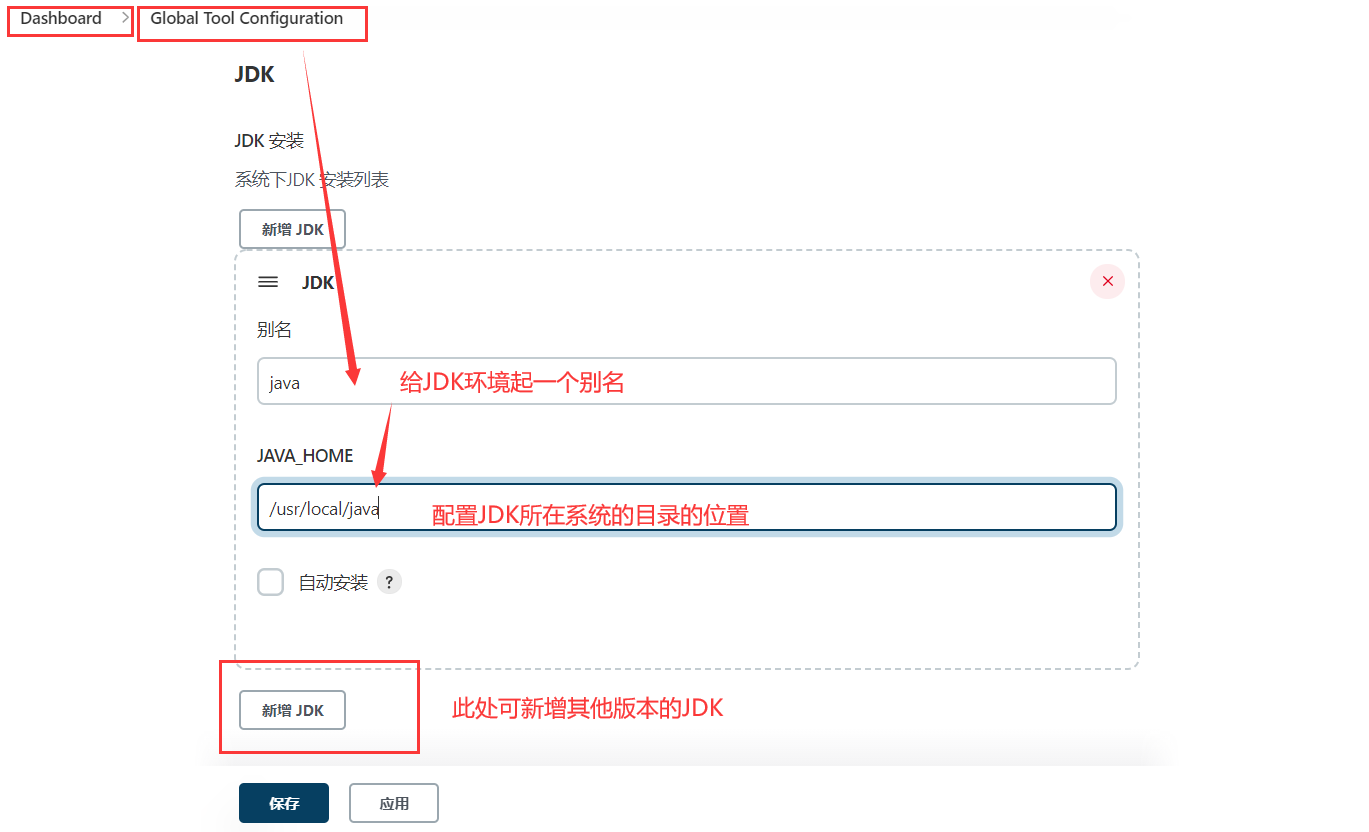 Dashboard > Global Tool Configuration
JDK
JDK 安装
系统下JDK 安装列表
新增 JDK
JDK
别名
java
给JDK环境起一个别名
JAVA_HOME
/usr/local/java
配置JDK所在系统的目录的位置
自动安装 ?
新增 JDK
此处可新增其他版本的JDK
保存
应用